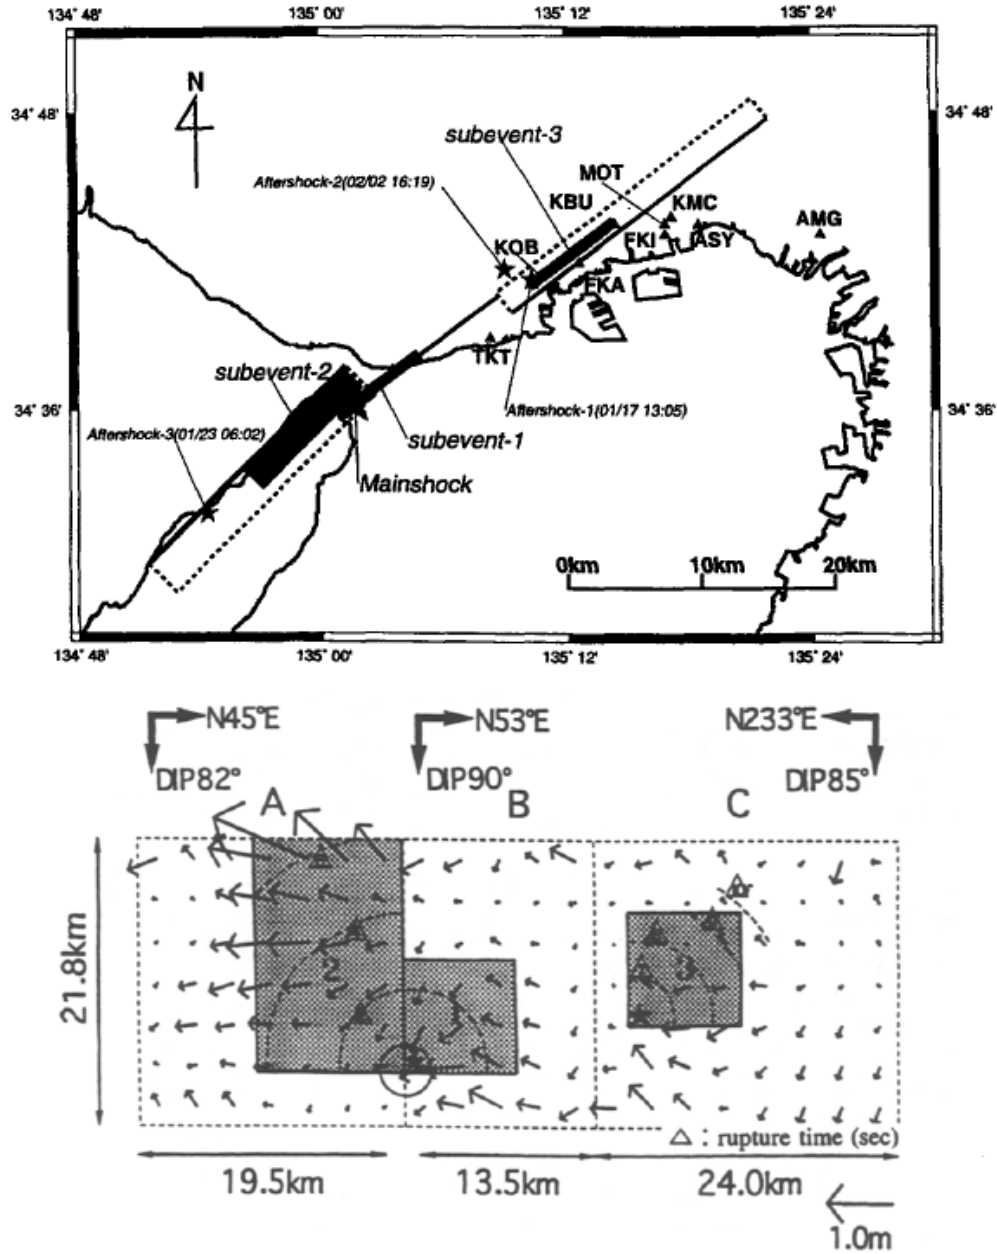 134° 48' 135° 00' 135° 12' 135° 24'
N
34° 48' 34° 48'
subevent-3
MOT
Aftershock-2(02/02 16:19)
KBU KMC
AMG
KOB FKI ASY
FKA
TKT
subevent-2
34° 36' Aftershock-1(01/17 13:05) 34° 36'
Aftershock-3(01/23 06:02)
subevent-1
Mainshock
0km 10km 20km
134° 48' 135° 00' 135° 12' 135° 24'
N45°E N53°E N233°E
DIP82° DIP90° DIP85°
A B C
21.8km
2 3
1
△ : rupture time (sec)
19.5km 13.5km 24.0km
1.0m